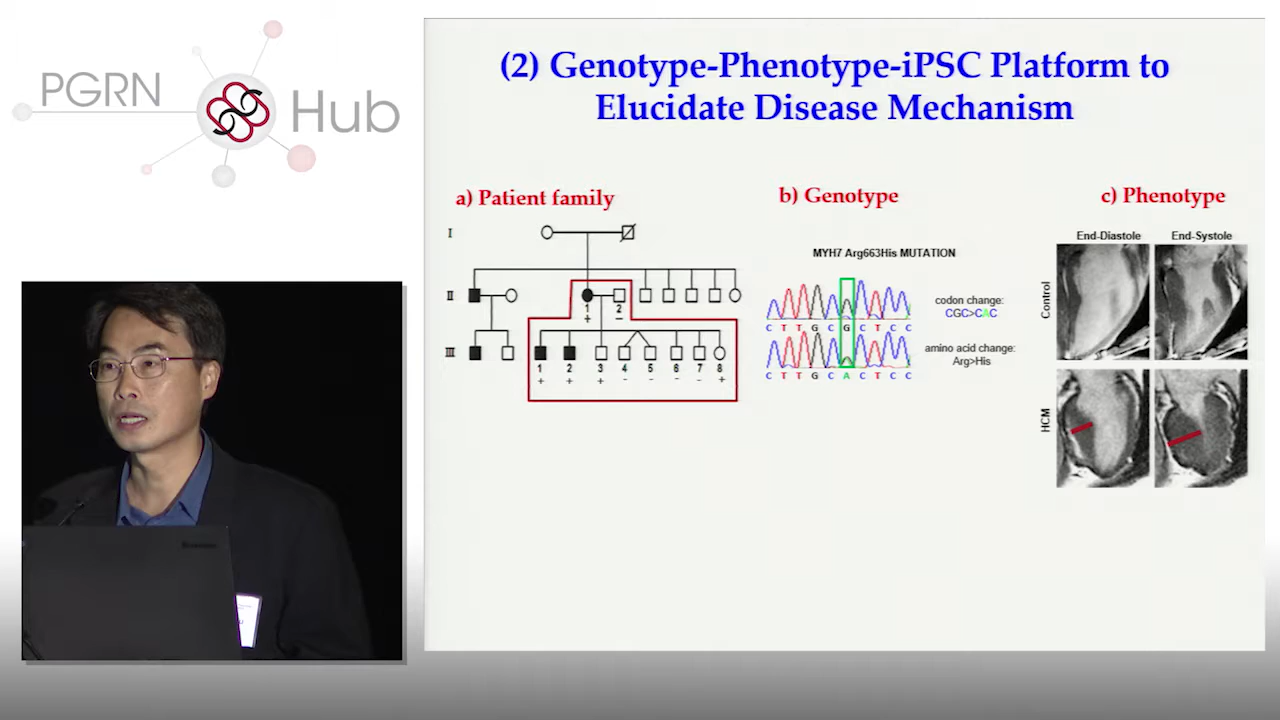 PGRN
Hub
(2) Genotype-Phenotype-iPSC Platform to
Elucidate Disease Mechanism
a) Patient family
I
II
1
2
+
–
III
1 2 3 4 5 6 7 8
+ + + - - - - +
b) Genotype
MYH7 Arg663His MUTATION
C T T G C G C T C C
C T T G C A C T C C
codon change:
CGC>CAC
amino acid change:
Arg>His
c) Phenotype
End-Diastole End-Systole
Control
HCM